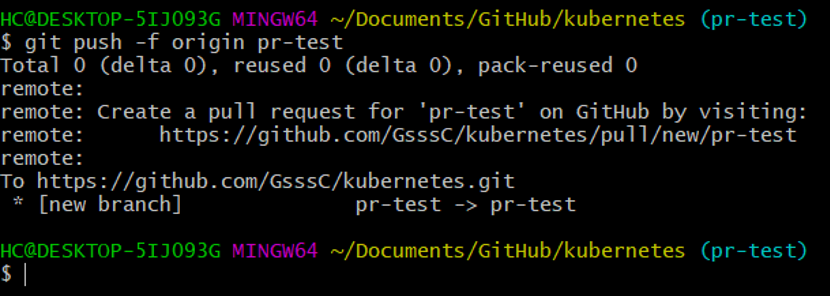 HC@DESKTOP-5IJO93G MINGW64 ~/Documents/GitHub/kubernetes (pr-test)
$ git push -f origin pr-test
Total 0 (delta 0), reused 0 (delta 0), pack-reused 0
remote:
remote: Create a pull request for 'pr-test' on GitHub by visiting:
remote:      https://github.com/GsssC/kubernetes/pull/new/pr-test
remote:
To https://github.com/GsssC/kubernetes.git
 * [new branch]              pr-test -> pr-test
HC@DESKTOP-5IJO93G MINGW64 ~/Documents/GitHub/kubernetes (pr-test)
$